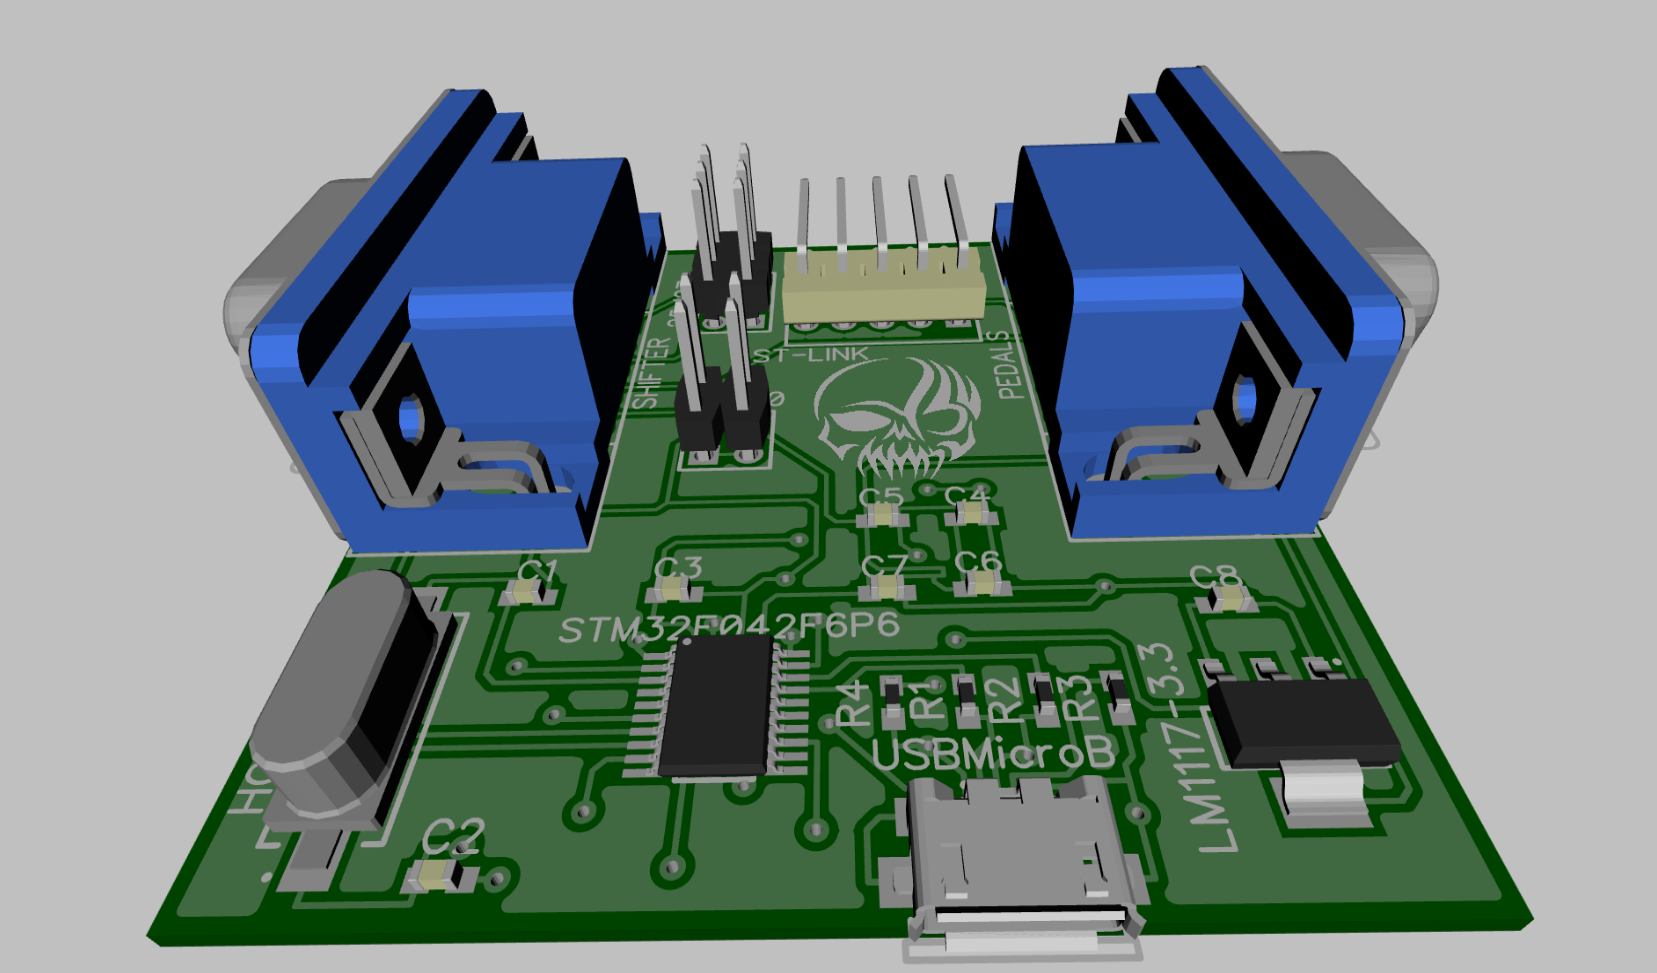 SHIFTER
ST-LINK
PEDALS
0
C5
C4
C1
C3
C7
C6
C8
STM32F042F6P6
R4
R1
R2
R3
LM1117-3.3
USBMicroB
C2